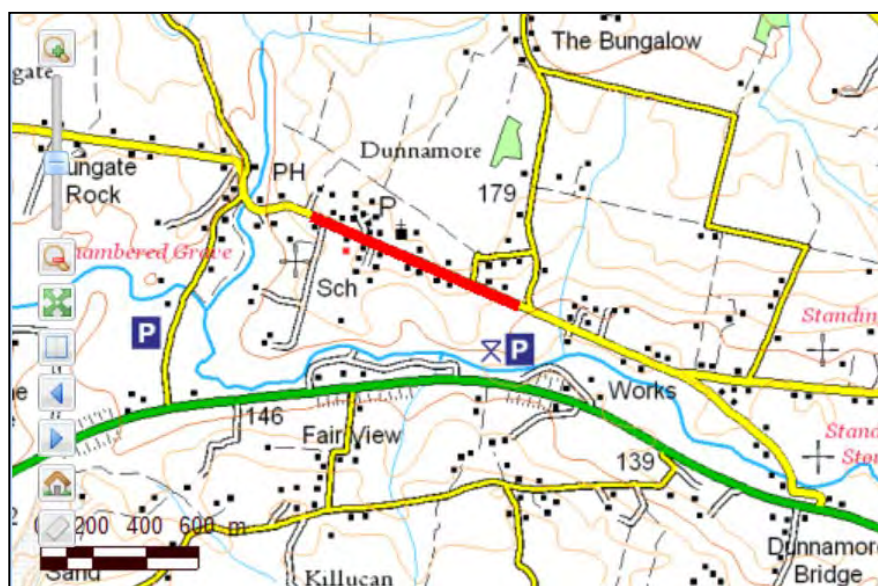 The Bungalow
gate
Dunnamore
PH
179
P
ungate
Rock
ambered Grave
Sch
Standin
P
P
Works
146
Fair View
Stand
Ston
139
200 400 600 m
Dunnamore
Bridge
Sand
Killucan